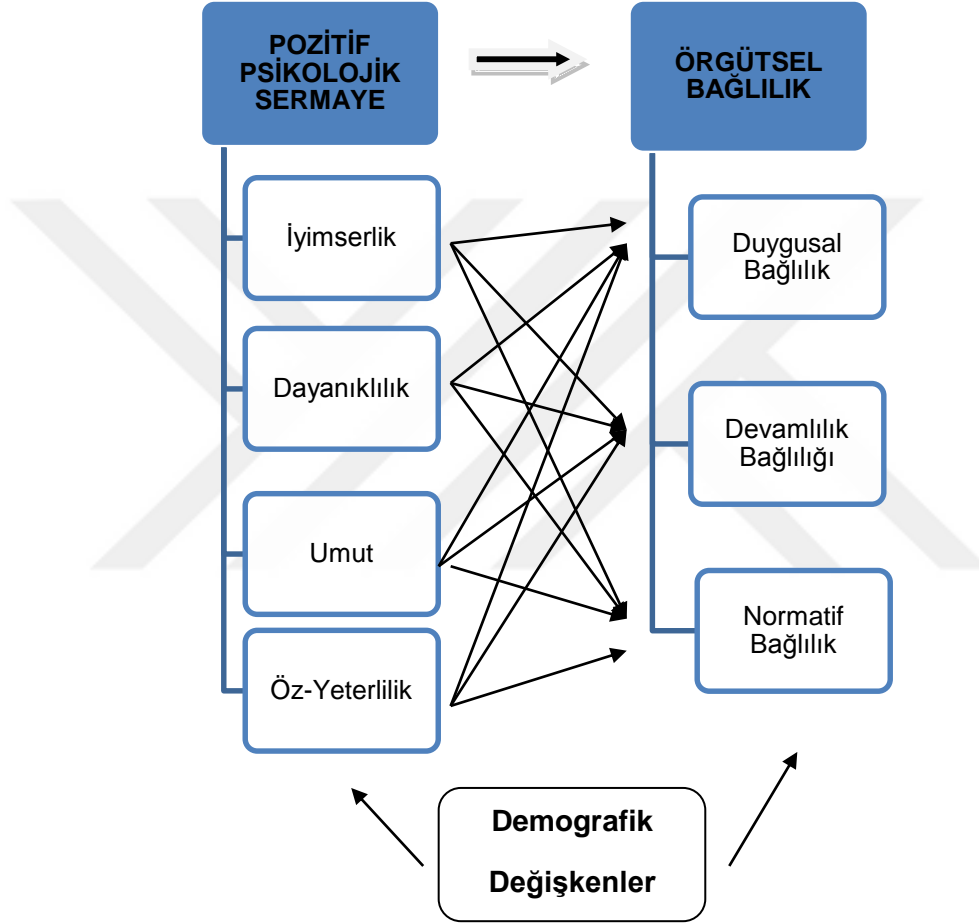 POZİTİF
PSİKOLOJİK
SERMAYE
ÖRGÜTSEL
BAĞLILIK
İyimserlik
Dayanıklılık
Umut
Öz-Yeterlilik
Duygusal
Bağlılık
Devamlılık
Bağlılığı
Normatif
Bağlılık
Demografik
Değişkenler